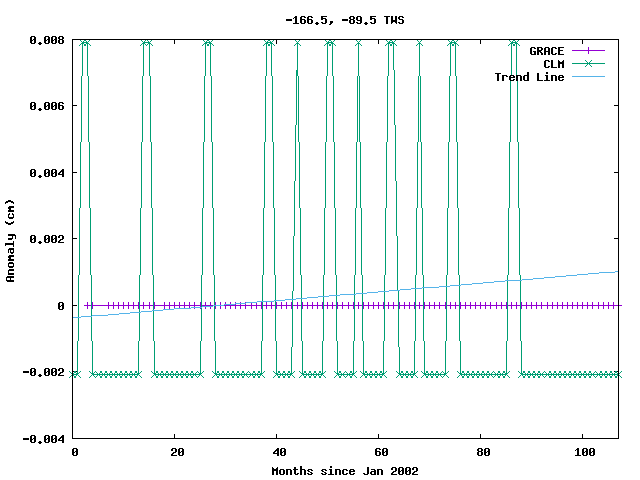 -166.5, -89.5 TWS
GRACE
CLM
Trend Line
0.008
0.006
0.004
0.002
0
-0.002
-0.004
Anomaly (cm)
0 20 40 60 80 100
Months since Jan 2002